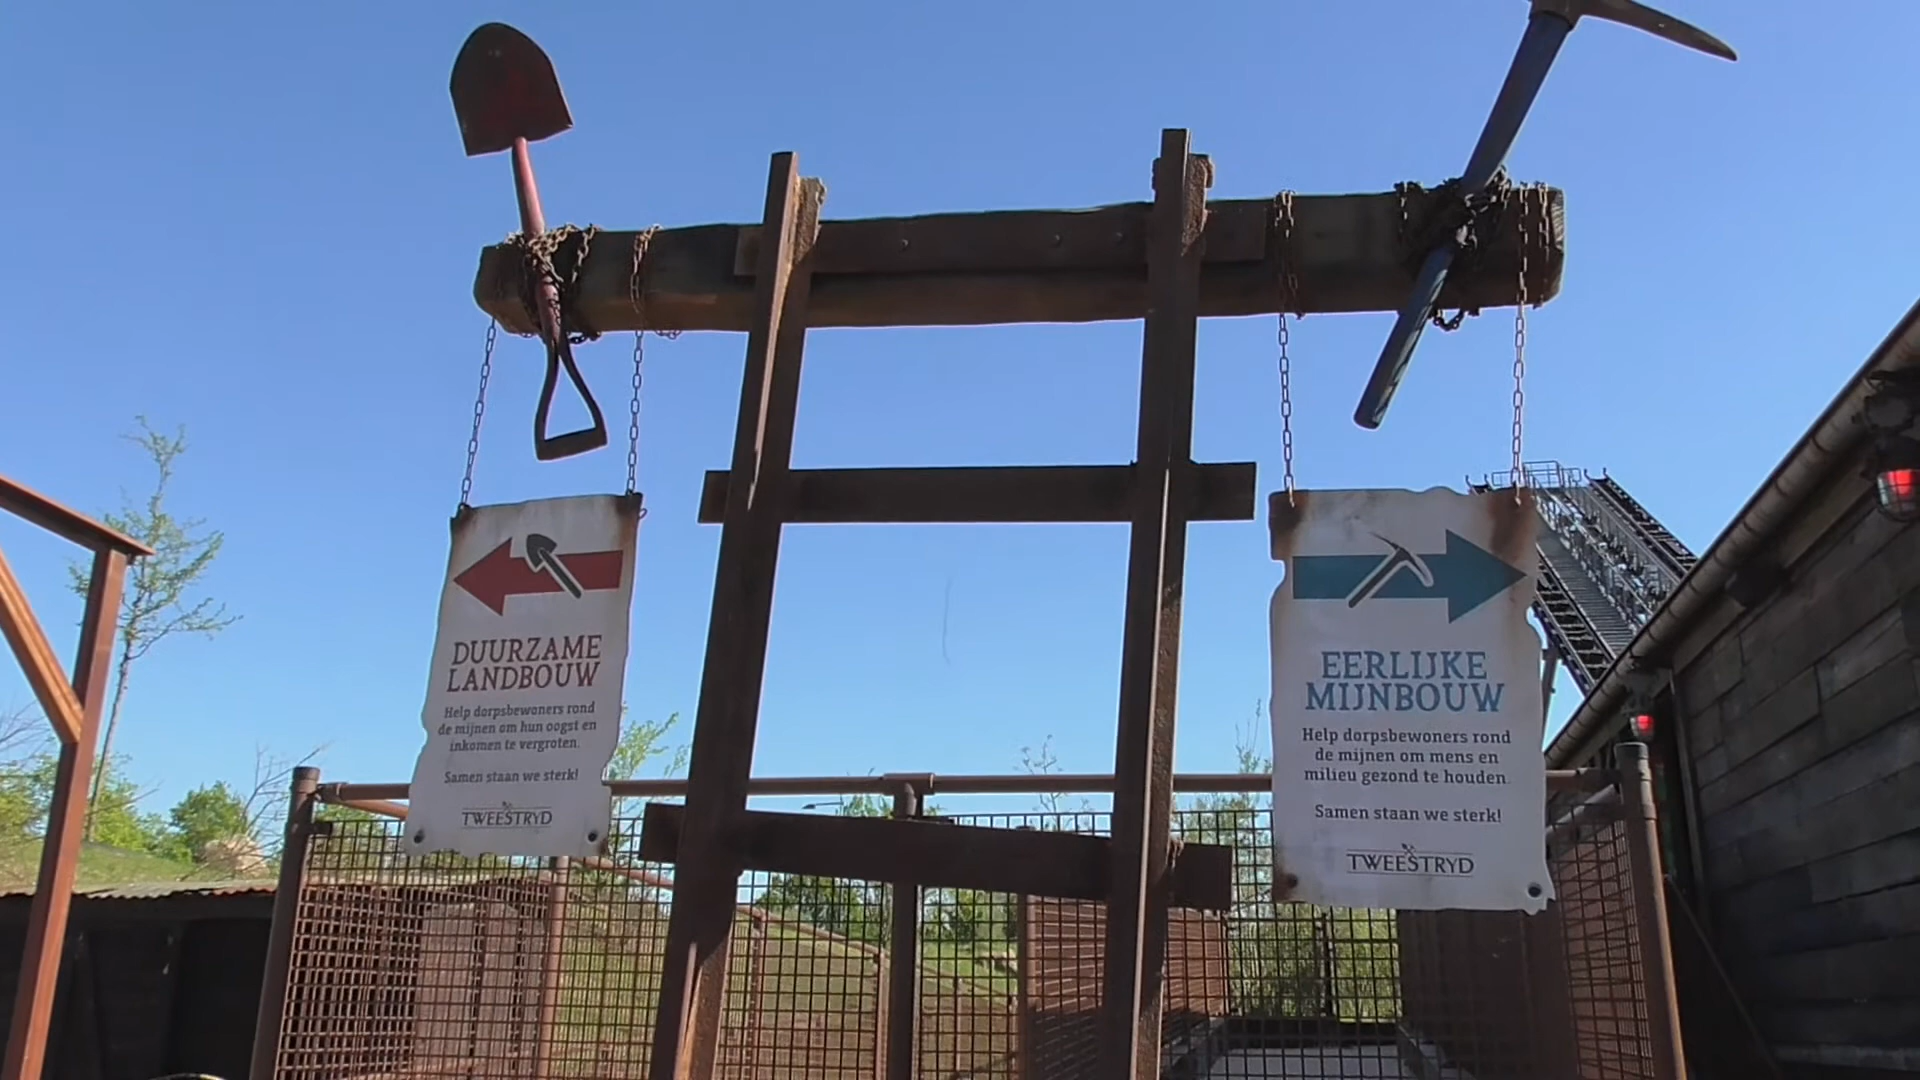 DUURZAME
LANDBOUW
Help dorpsbewoners rond
de mijnen om hun oogst en
inkomen te vergroten.
Samen staan we sterk!
TWEESTRYD
EERLIJKE
MIJNBOUW
Help dorpsbewoners rond
de mijnen om mens en
milieu gezond te houden.
Samen staan we sterk!
TWEESTRYD